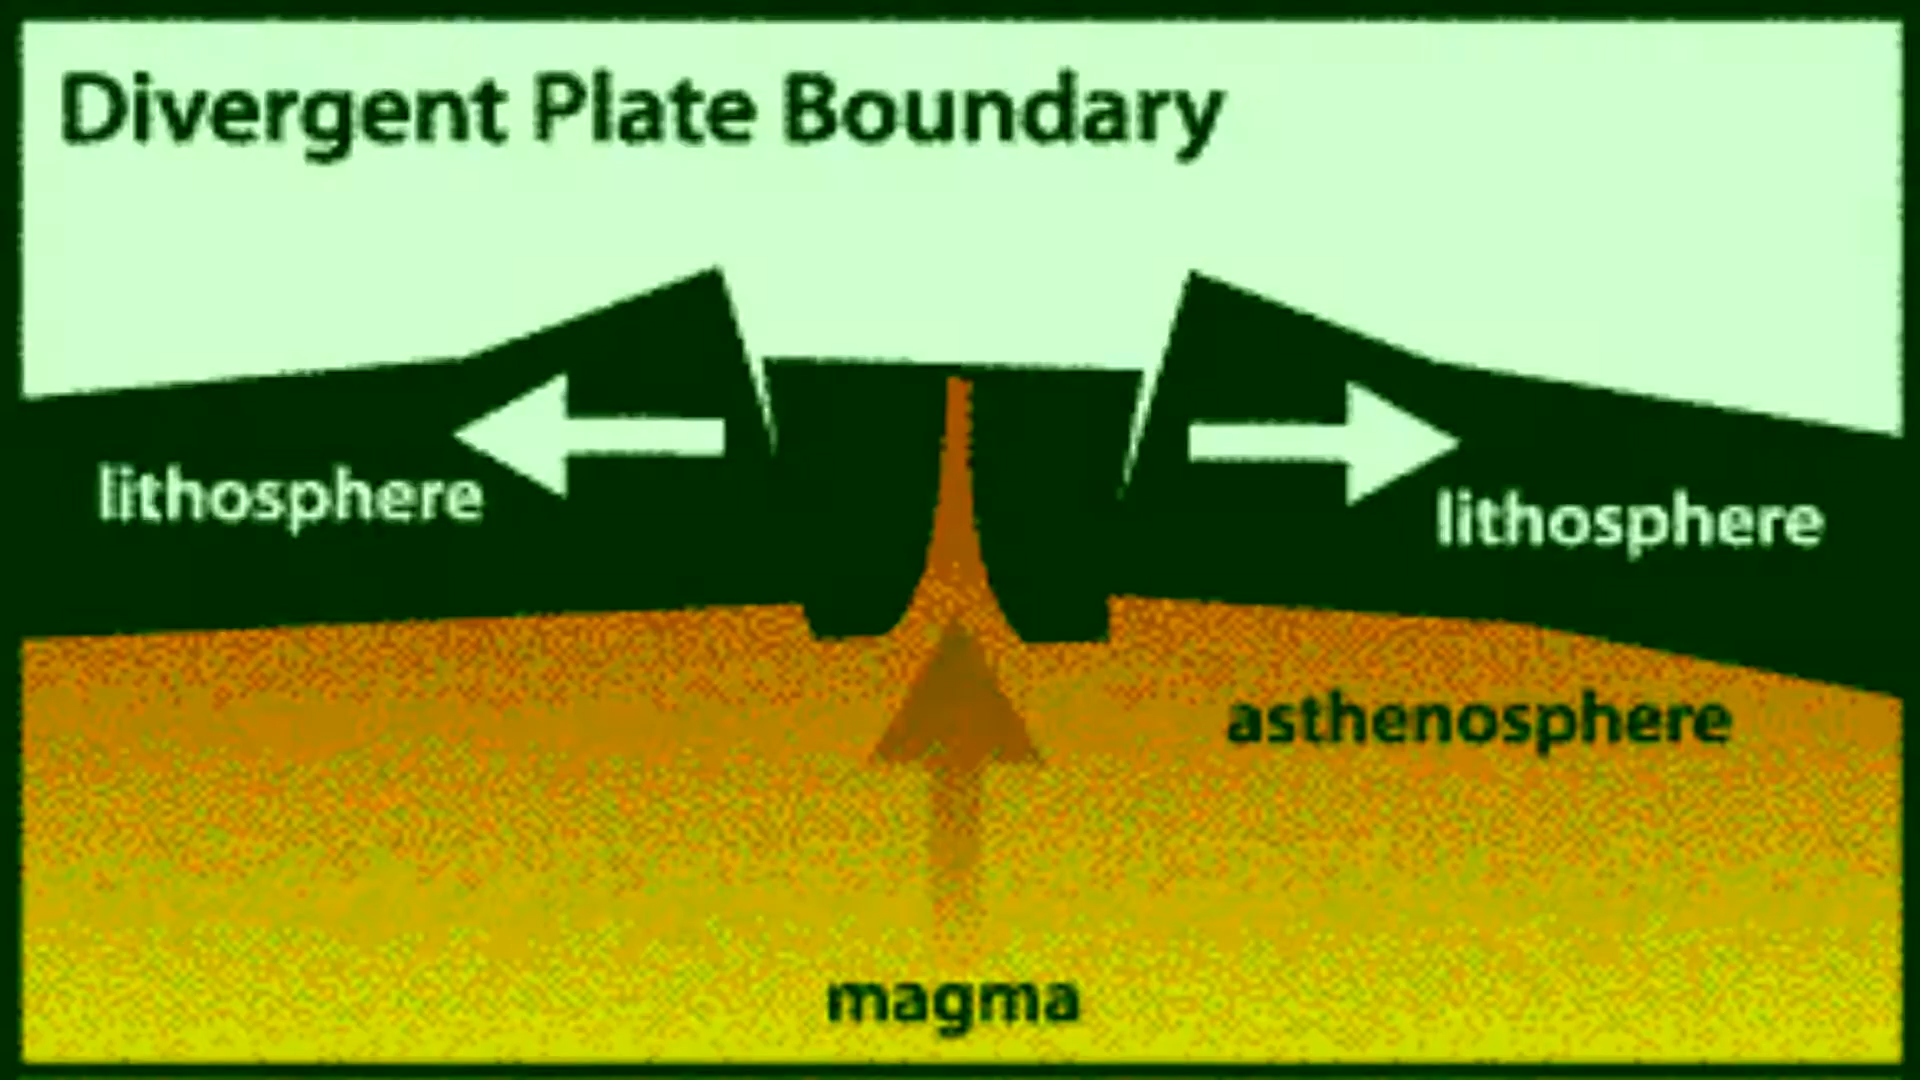 Divergent Plate Boundary
lithosphere
lithosphere
asthenosphere
magma